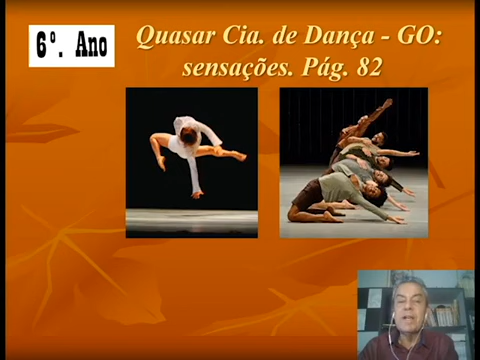 6º. Ano
Quasar Cia. de Dança - GO:
sensações. Pág. 82